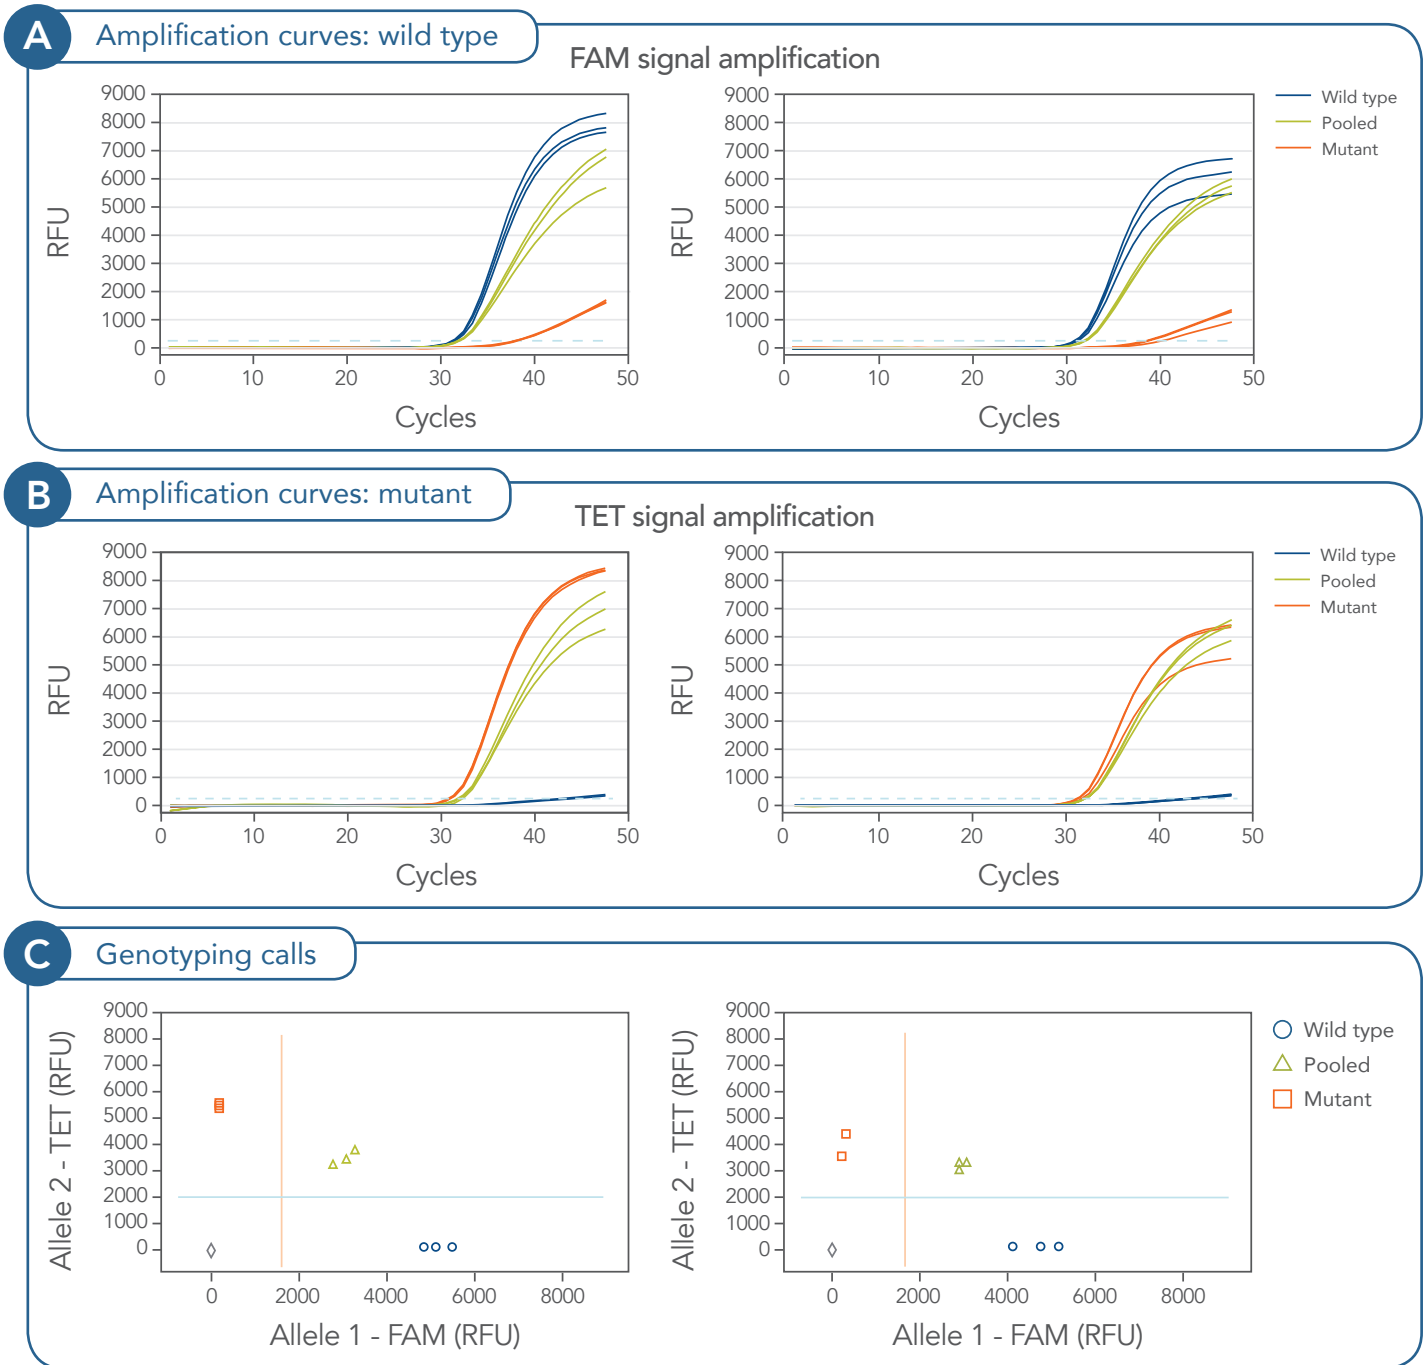 A
Amplification curves: wild type
FAM signal amplification
9000
8000
7000
6000
5000
4000
3000
2000
1000
0
RFU
0 10 20 30 40 50
Cycles
9000
8000
7000
6000
5000
4000
3000
2000
1000
0
RFU
0 10 20 30 40 50
Cycles
Wild type
Pooled
Mutant
B
Amplification curves: mutant
TET signal amplification
9000
8000
7000
6000
5000
4000
3000
2000
1000
0
RFU
0 10 20 30 40 50
Cycles
9000
8000
7000
6000
5000
4000
3000
2000
1000
0
RFU
0 10 20 30 40 50
Cycles
Wild type
Pooled
Mutant
C
Genotyping calls
9000
8000
7000
6000
5000
4000
3000
2000
1000
0
Allele 2 - TET (RFU)
0 2000 4000 6000 8000
Allele 1 - FAM (RFU)
9000
8000
7000
6000
5000
4000
3000
2000
1000
0
Allele 2 - TET (RFU)
0 2000 4000 6000 8000
Allele 1 - FAM (RFU)
Wild type
Pooled
Mutant